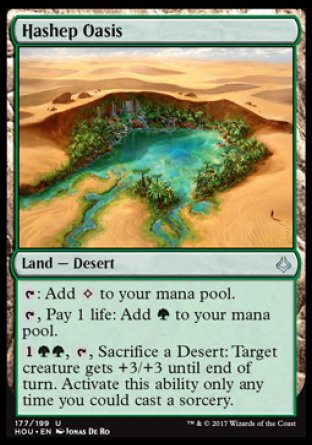 Hashep Oasis
Land — Desert
: Add to your mana pool.
, Pay 1 life: Add to your mana
pool.
1 , , Sacrifice a Desert: Target
creature gets +3/+3 until end of
turn. Activate this ability only any
time you could cast a sorcery.
177/199 U
HOU • EN Jonas De Ro
™ & © 2017 Wizards of the Coast